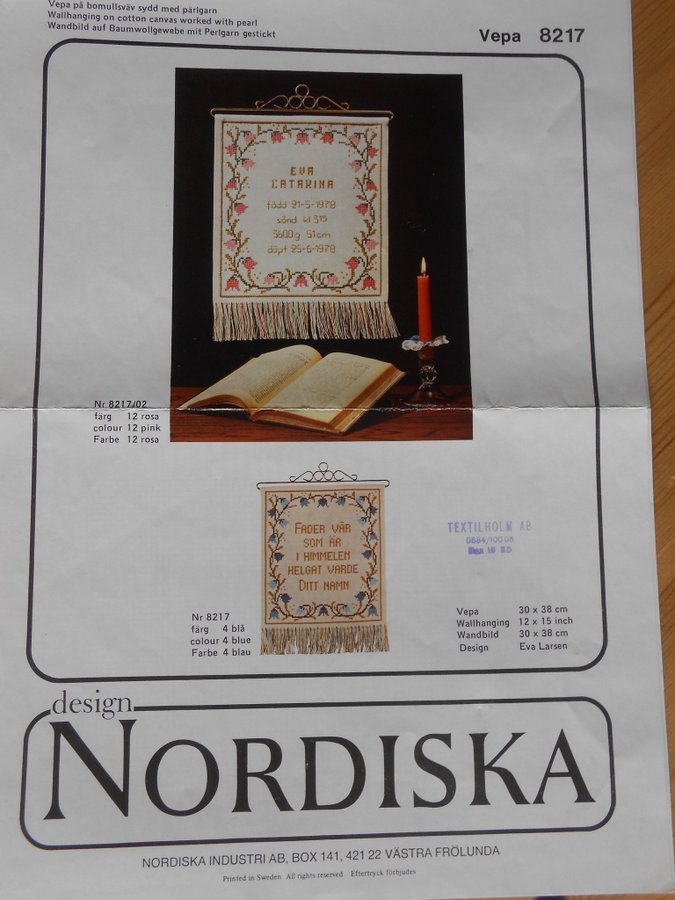 Vepa på bomullsväv sydd med pärlgarn
Wallhanging on cotton canvas worked with pearl
Wandbild auf Baumwollgewebe mit Perlgarn gestickt
Vepa 8217
EVA
CATARINA
född 21-5-1978
sönd kl 315
3600g 51cm
döpt 25-6-1978
Nr 8217/02
färg 12 rosa
colour 12 pink
Farbe 12 rosa
FADER VÅR
SOM ÄR
I HIMMELEN
HELGAT VARDE
DITT NAMN
TEXTILHOLM AB
0584/100 08
Nr 8217
färg 4 blå
colour 4 blue
Farbe 4 blau
Vepa 30 x 38 cm
Wallhanging 12 x 15 inch
Wandbild 30 x 38 cm
Design Eva Larsen
design
NORDISKA
NORDISKA INDUSTRI AB, BOX 141, 421 22 VÄSTRA FRÖLUNDA
Printed in Sweden All rights reserved Eftertryck förbjudes